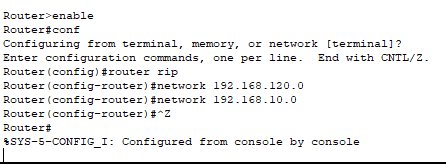 Router>enable
Router#conf
Configuring from terminal, memory, or network [terminal]?
Enter configuration commands, one per line.  End with CNTL/Z.
Router(config)#router rip
Router(config-router)#network 192.168.120.0
Router(config-router)#network 192.168.10.0
Router(config-router)#^Z
Router#
%SYS-5-CONFIG_I: Configured from console by console